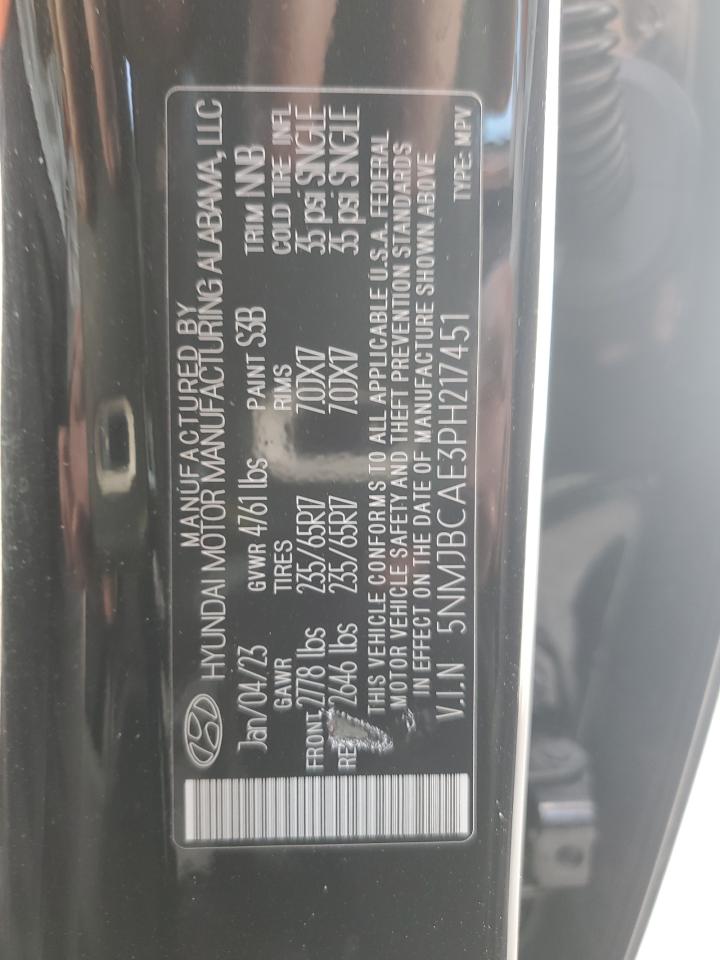 MANUFACTURED BY
HYUNDAI MOTOR MANUFACTURING ALABAMA, LLC
Jan/04/23 GVWR 4761 lbs PAINT S3B TRIM NNB
GAWR TIRES RIMS COLD TIRE INFL
FRONT 2778 lbs 235/65R17 7.0JX17 35 psi SINGLE
2646 lbs 235/65R17 7.0JX17 35 psi SINGLE
THIS VEHICLE CONFORMS TO ALL APPLICABLE U.S.A. FEDERAL
MOTOR VEHICLE SAFETY AND THEFT PREVENTION STANDARDS
IN EFFECT ON THE DATE OF MANUFACTURE SHOWN ABOVE
V.I.N 5NMJBCAE3PH217451 TYPE: MPV